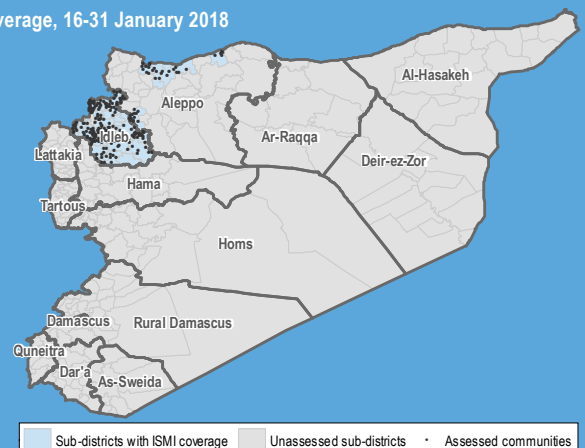 verage, 16-31 January 2018
Al-Hasakeh
Aleppo
Ar-Raqqa
Idleb
Lattakia
Deir-ez-Zor
Hama
Tartous
Homs
Damascus
Rural Damascus
Quneitra
Dar'a
As-Sweida
Sub-districts with ISMI coverage
Unassessed sub-districts
Assessed communities